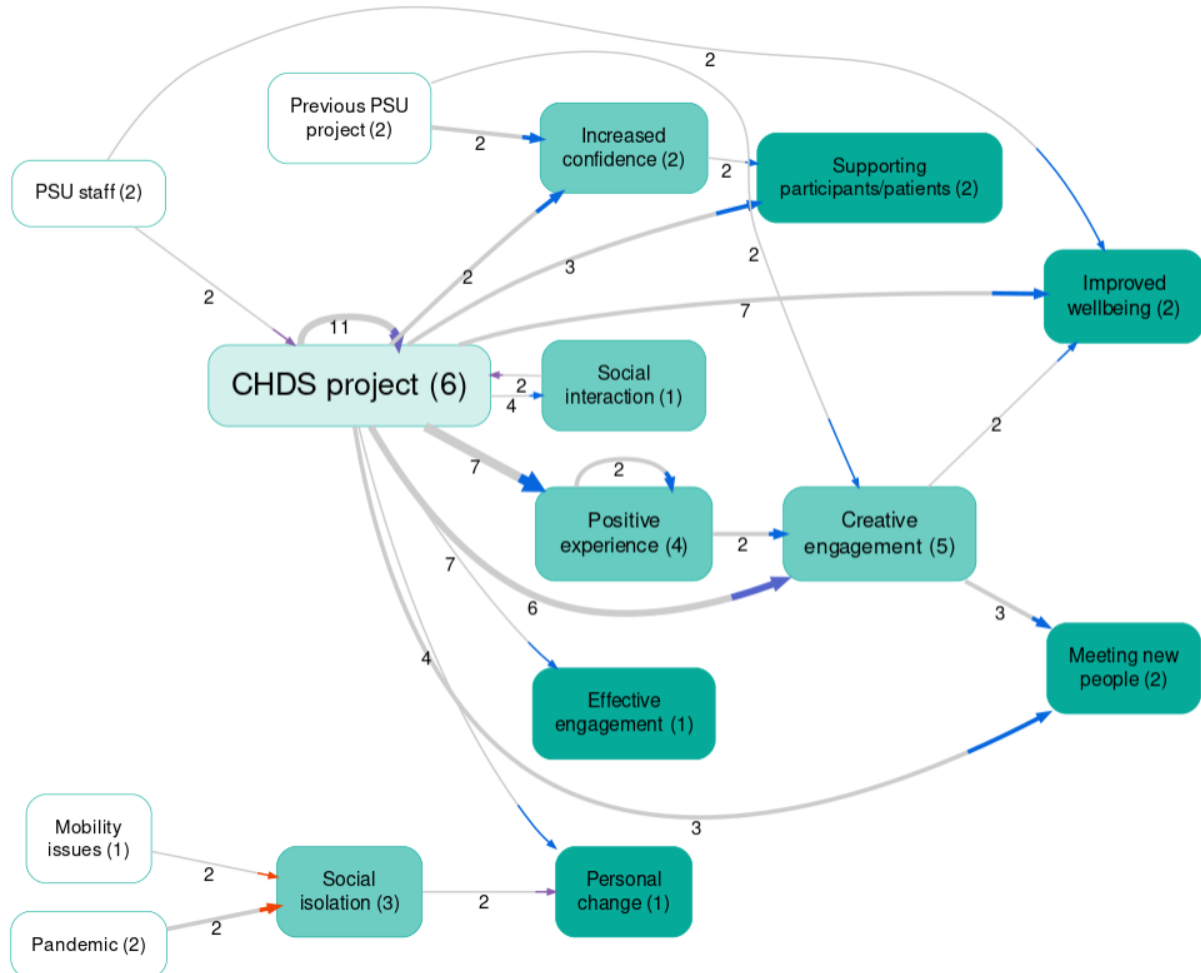 2
Previous PSU
project (2)
2
Increased
confidence (2)
2
Supporting
participants/patients (2)
PSU staff (2)
2
2
3
2
Improved
wellbeing (2)
7
11
CHDS project (6)
2
4
Social
interaction (1)
2
7
2
Positive
experience (4)
2
Creative
engagement (5)
7
6
3
4
Effective
engagement (1)
Meeting new
people (2)
3
Mobility
issues (1)
2
Social
isolation (3)
2
Personal
change (1)
Pandemic (2)
2